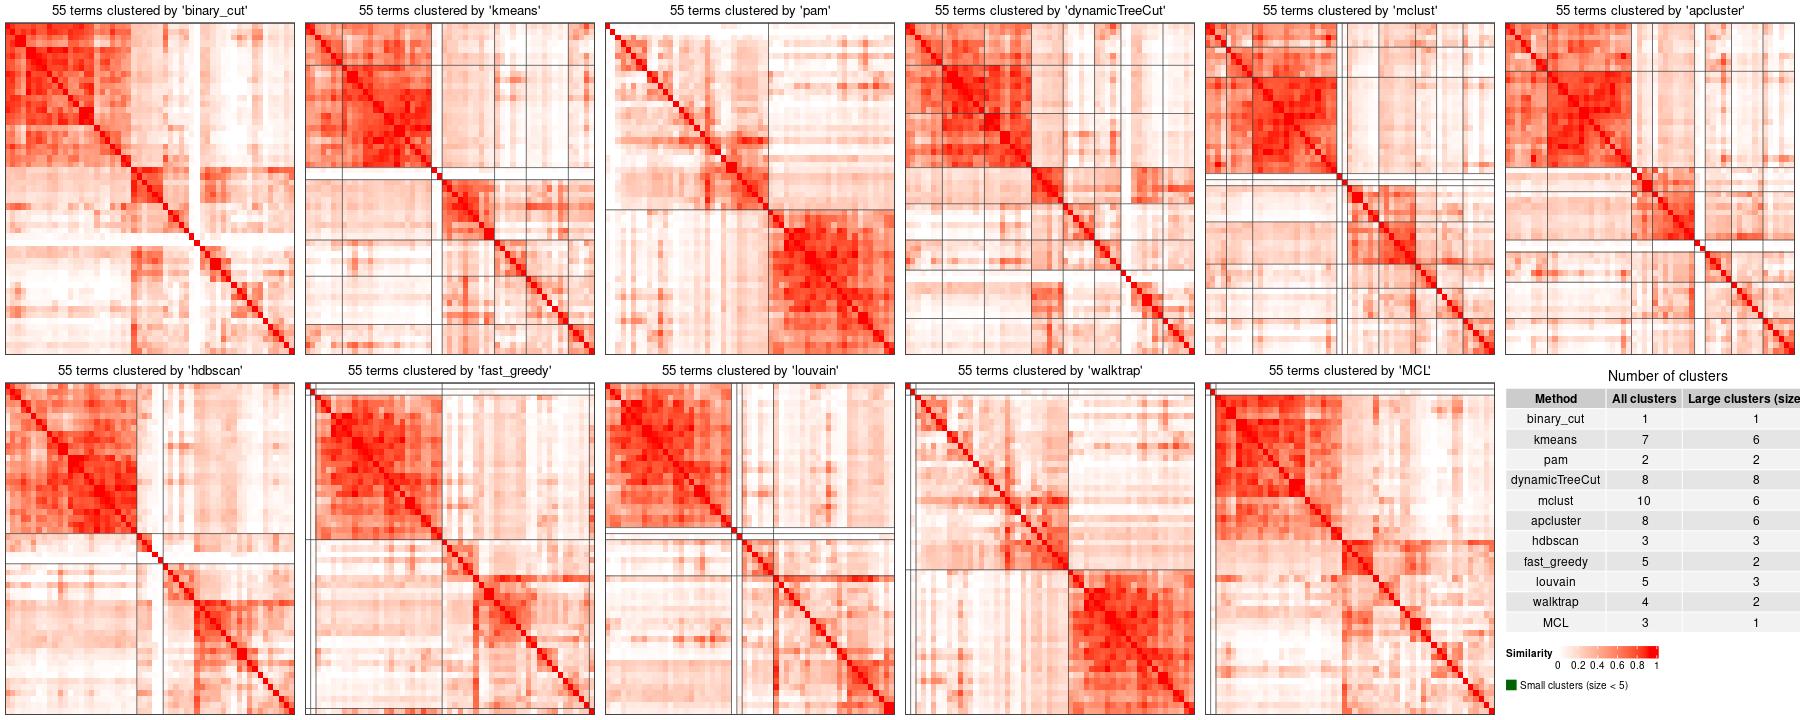 55 terms clustered by 'binary_cut'
55 terms clustered by 'kmeans'
55 terms clustered by 'pam'
55 terms clustered by 'dynamicTreeCut'
55 terms clustered by 'mclust'
55 terms clustered by 'apcluster'
55 terms clustered by 'hdbscan'
55 terms clustered by 'fast_greedy'
55 terms clustered by 'louvain'
55 terms clustered by 'walktrap'
55 terms clustered by 'MCL'
Number of clusters
Method All clusters Large clusters (size
binary_cut 1 1
kmeans 7 6
pam 2 2
dynamicTreeCut 8 8
mclust 10 6
apcluster 8 6
hdbscan 3 3
fast_greedy 5 2
louvain 5 3
walktrap 4 2
MCL 3 1
Similarity
0 0.2 0.4 0.6 0.8 1
Small clusters (size < 5)